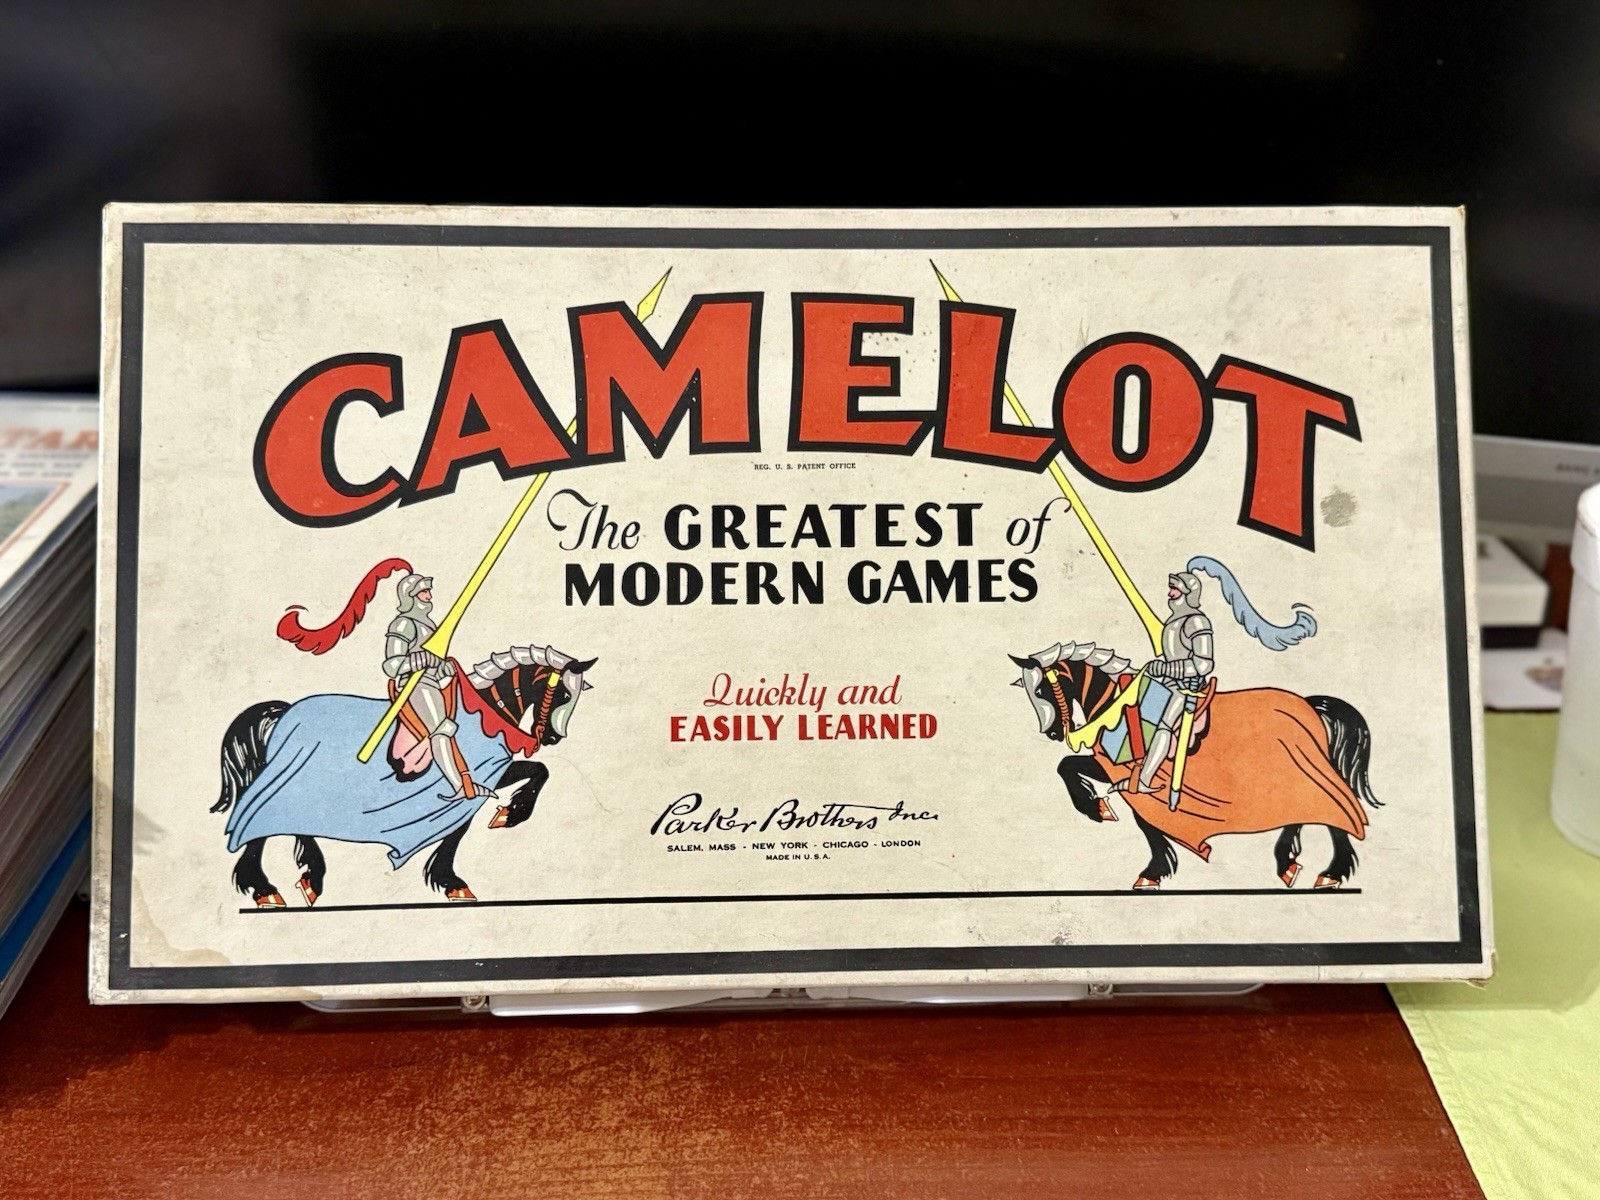 CAMELOT
REG. U. S. PATENT OFFICE
The GREATEST of
MODERN GAMES
Quickly and
EASILY LEARNED
Parker Brothers Inc.
SALEM, MASS - NEW YORK - CHICAGO - LONDON
MADE IN U.S.A.
TAR